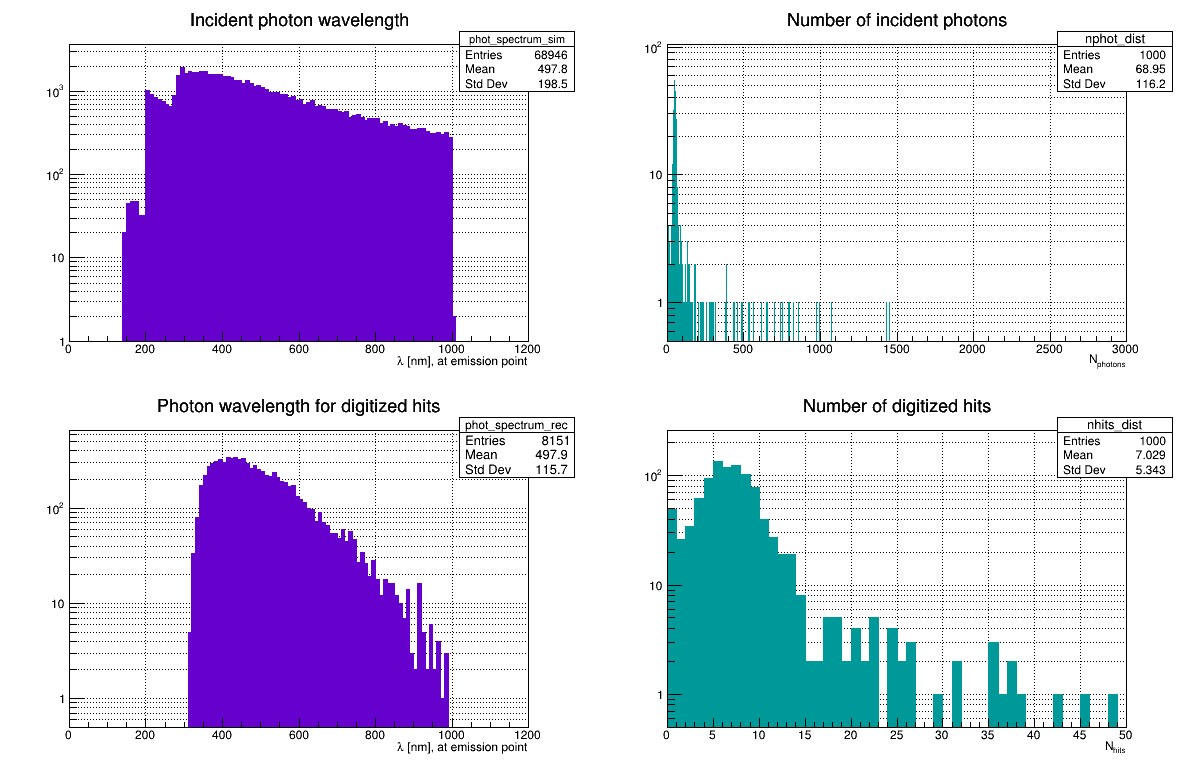 Incident photon wavelength
phot_spectrum_sim
Entries 68946
Mean 497.8
Std Dev 198.5
10³
10²
10
1
0 200 400 600 800 1000 1200
λ [nm], at emission point
Number of incident photons
nphot_dist
Entries 1000
Mean 68.95
Std Dev 116.2
10²
10
1
0 500 1000 1500 2000 2500 3000
Nphotons
Photon wavelength for digitized hits
phot_spectrum_rec
Entries 8151
Mean 497.9
Std Dev 115.7
10²
10
1
0 200 400 600 800 1000 1200
λ [nm], at emission point
Number of digitized hits
nhits_dist
Entries 1000
Mean 7.029
Std Dev 5.343
10²
10
1
0 5 10 15 20 25 30 35 40 45 50
Nhits